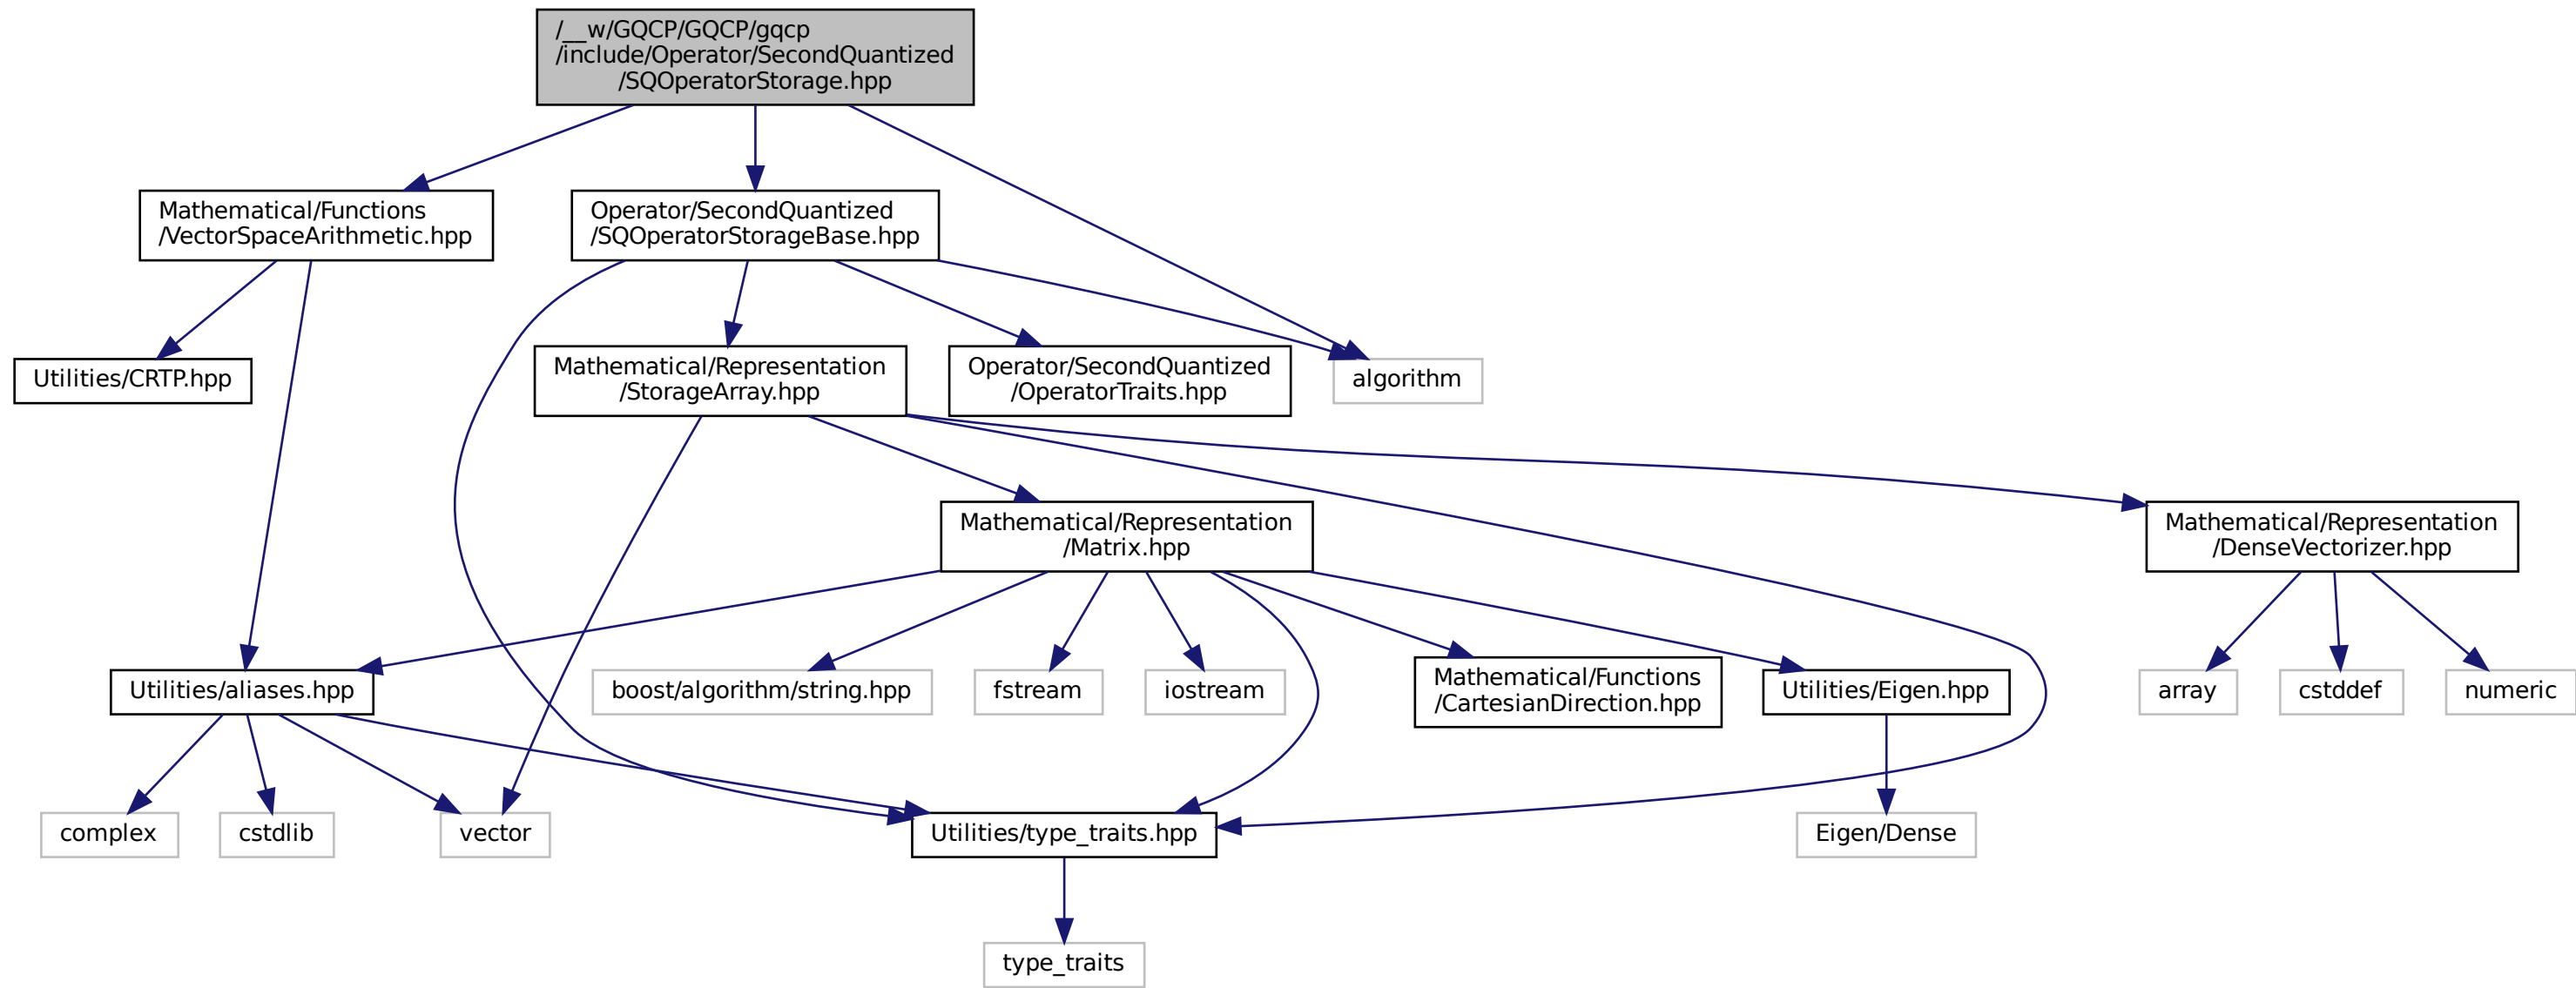 /__w/GQCP/GQCP/gqcp
/include/Operator/SecondQuantized
/SQOperatorStorage.hpp
Mathematical/Functions
/VectorSpaceArithmetic.hpp
Operator/SecondQuantized
/SQOperatorStorageBase.hpp
Utilities/CRTP.hpp
Mathematical/Representation
/StorageArray.hpp
Operator/SecondQuantized
/OperatorTraits.hpp
algorithm
Mathematical/Representation
/Matrix.hpp
Mathematical/Representation
/DenseVectorizer.hpp
Utilities/aliases.hpp
boost/algorithm/string.hpp
fstream
iostream
Mathematical/Functions
/CartesianDirection.hpp
Utilities/Eigen.hpp
array
cstddef
numeric
complex
cstdlib
vector
Utilities/type_traits.hpp
Eigen/Dense
type_traits